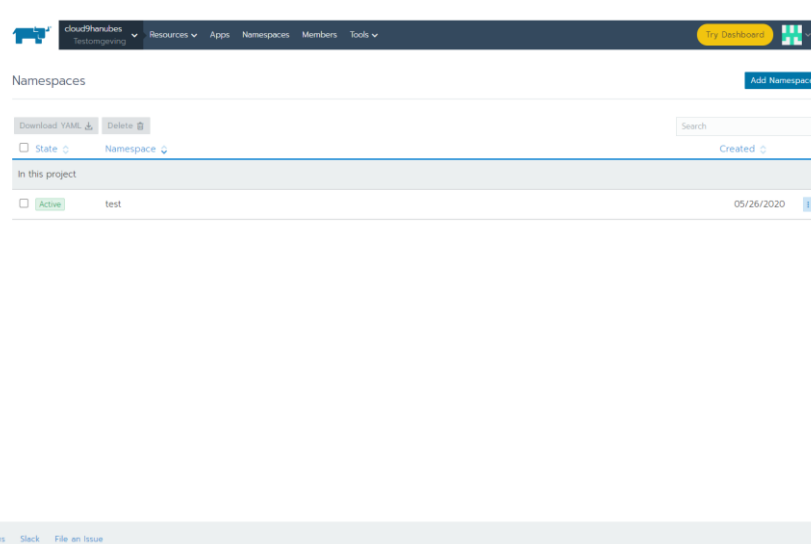 cloud9hanubes
Testomgeving
Resources Apps Namespaces Members Tools
Try Dashboard
Namespaces
Add Namespace
Download YAML Delete
Search
State Namespace Created
In this project
Active test 05/26/2020
Slack File an Issue